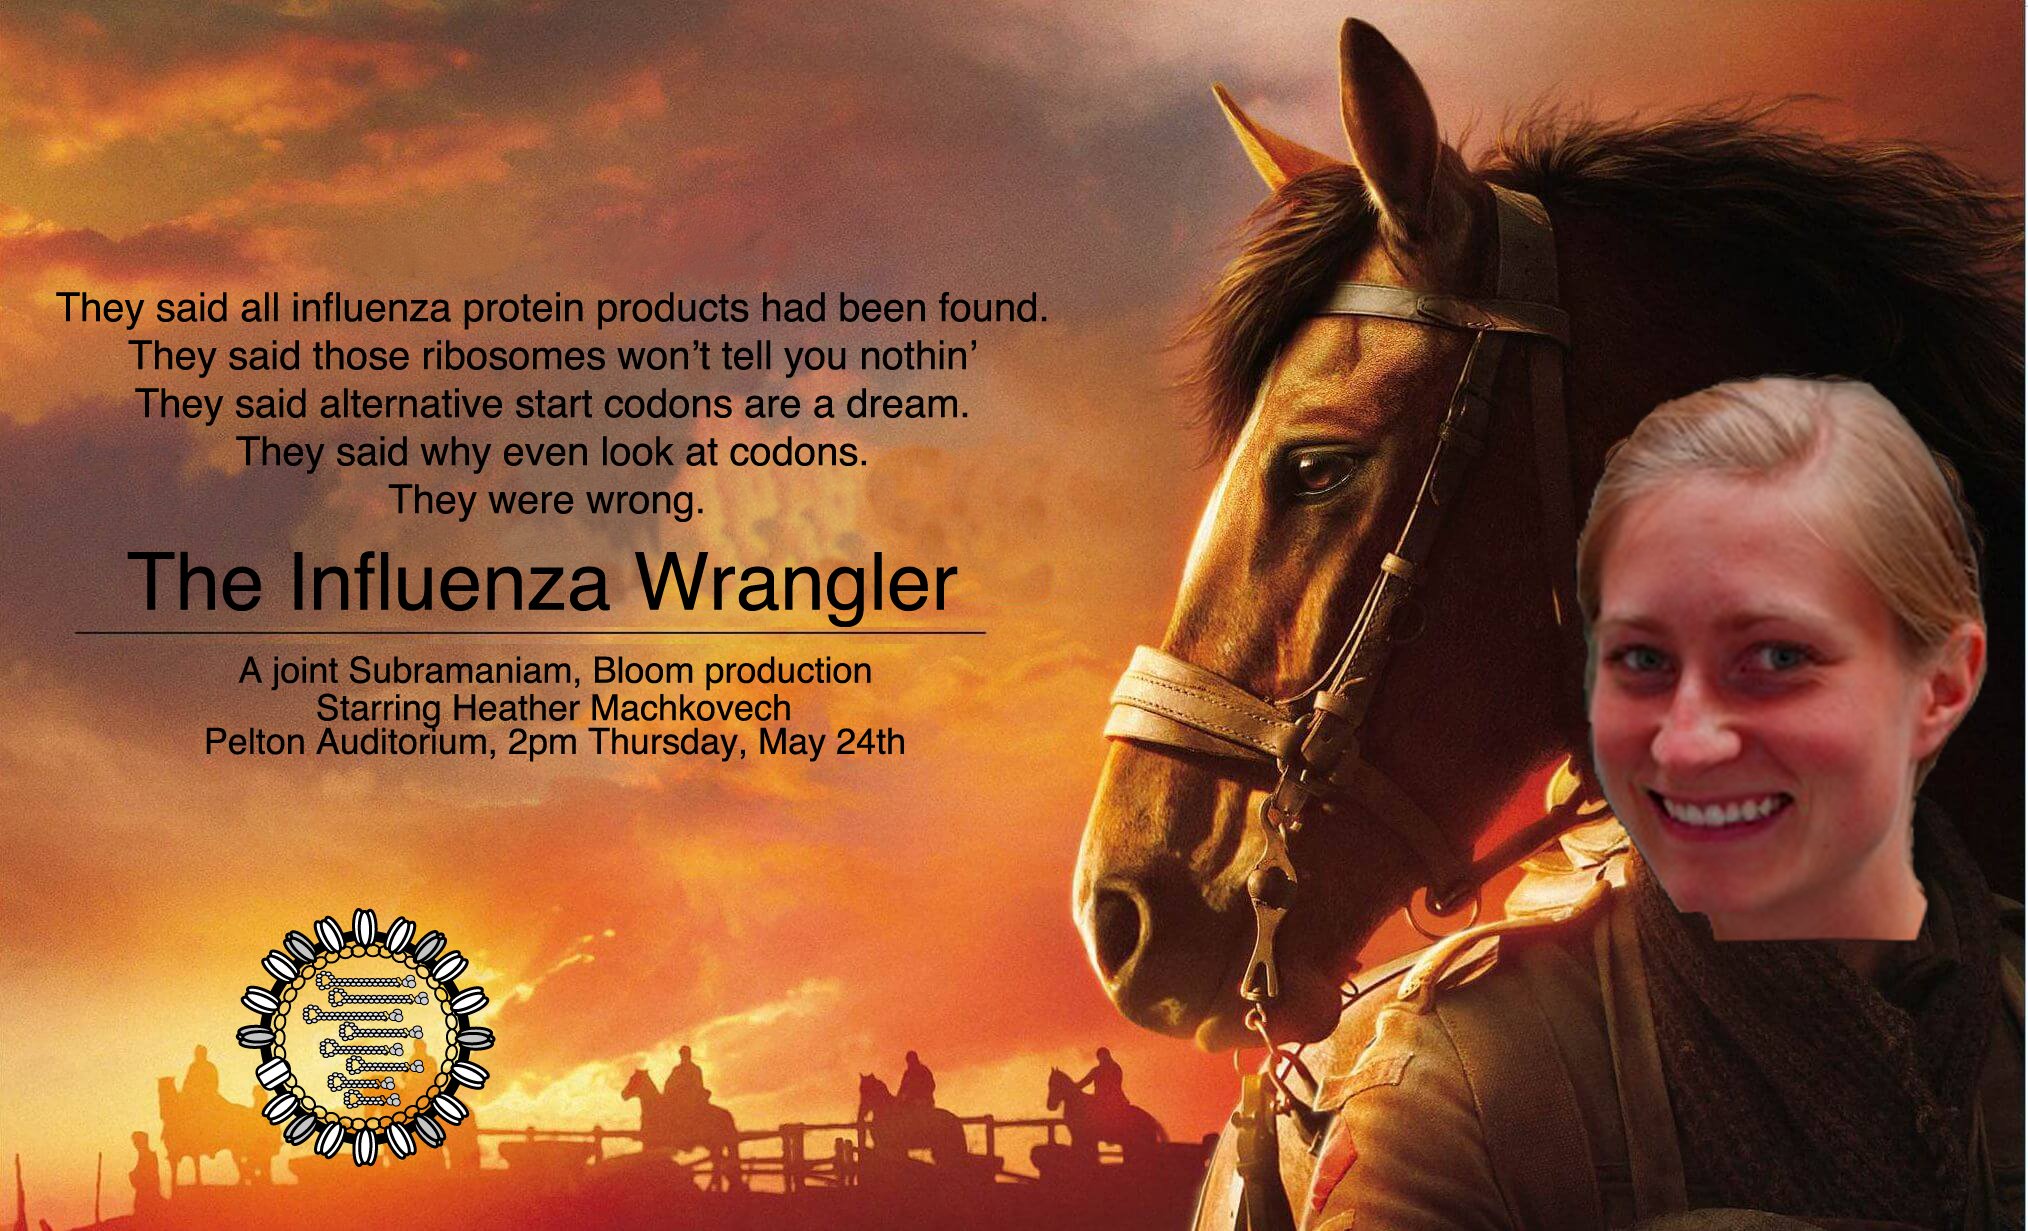 They said all influenza protein products had been found.
They said those ribosomes won’t tell you nothin’
They said alternative start codons are a dream.
They said why even look at codons.
They were wrong.
The Influenza Wrangler
A joint Subramaniam, Bloom production
Starring Heather Machkovech
Pelton Auditorium, 2pm Thursday, May 24th